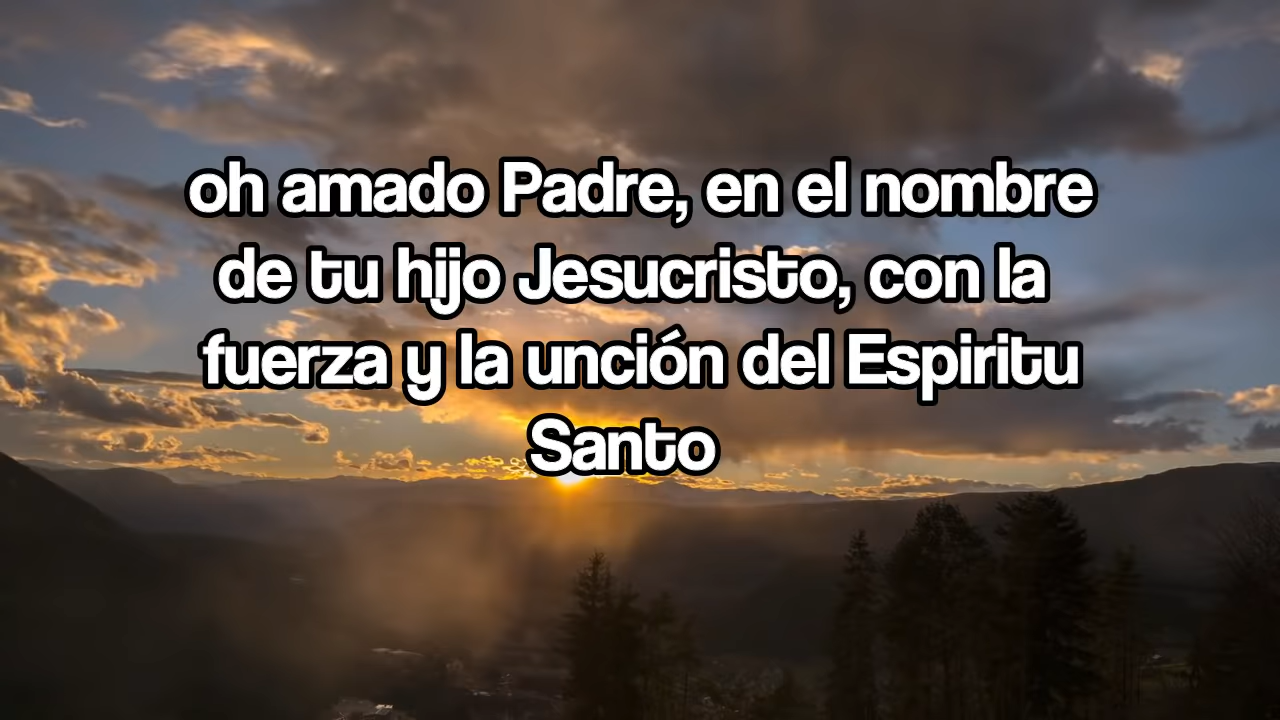 oh amado Padre, en el nombre
de tu hijo Jesucristo, con la
fuerza y la unción del Espiritu
Santo